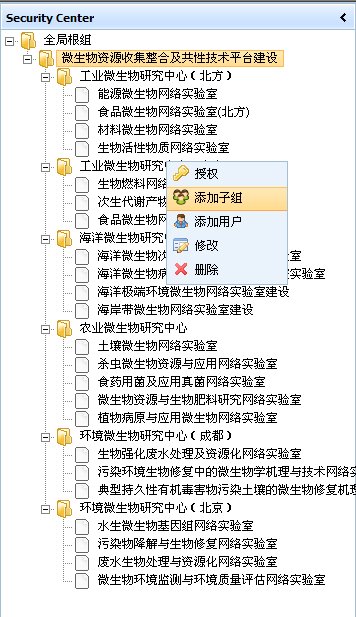 Security Center
全局根组
微生物资源收集整合及共性技术平台建设
工业微生物研究中心（北方）
能源微生物网络实验室
食品微生物网络实验室(北方)
材料微生物网络实验室
生物活性物质网络实验室
工业微生物研究
生物燃料网络
次生代谢产物
食品微生物网
海洋微生物研究
海洋微生物次 室
海洋微生物病 实验室
海洋极端环境微生物网络实验室建设
海岸带微生物网络实验室建设
授权
添加子组
添加用户
修改
删除
农业微生物研究中心
土壤微生物网络实验室
杀虫微生物资源与应用网络实验室
食药用菌及应用真菌网络实验室
微生物资源与生物肥料研究网络实验室
植物病原与应用微生物网络实验室
环境微生物研究中心（成都）
生物强化废水处理及资源化网络实验室
污染环境生物修复中的微生物学机理与技术网络实
典型持久性有机毒害物污染土壤的微生物修复机理
环境微生物研究中心（北京）
水生微生物基因组网络实验室
污染物降解与生物修复网络实验室
废水生物处理与资源化网络实验室
微生物环境监测与环境质量评估网络实验室